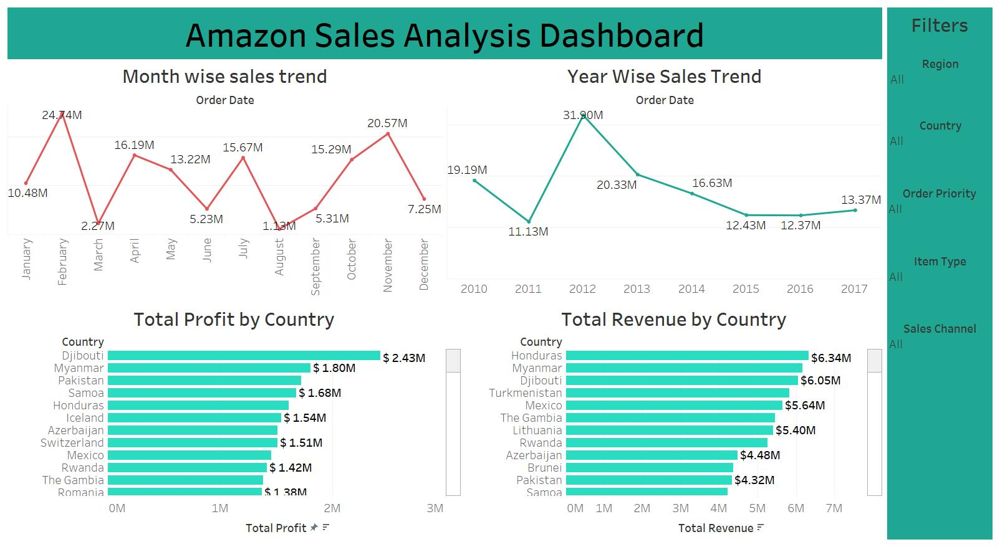 Amazon Sales Analysis Dashboard
Month wise sales trend
Order Date
24.74M
20.57M
16.19M
15.67M
15.29M
13.22M
10.48M
7.25M
5.23M
5.31M
2.27M
1.13M
January
February
March
April
May
June
July
August
September
October
November
December
Year Wise Sales Trend
Order Date
31.90M
19.19M
20.33M
16.63M
13.37M
12.43M
12.37M
11.13M
2010 2011 2012 2013 2014 2015 2016 2017
Total Profit by Country
Country
Djibouti $ 2.43M
Myanmar $ 1.80M
Pakistan
Samoa $ 1.68M
Honduras
Iceland $ 1.54M
Azerbaijan
Switzerland $ 1.51M
Mexico
Rwanda $ 1.42M
The Gambia
Romania $ 1.38M
0M 1M 2M 3M
Total Profit
Total Revenue by Country
Country
Honduras $6.34M
Myanmar
Djibouti $6.05M
Turkmenistan
Mexico $5.64M
The Gambia
Lithuania $5.40M
Rwanda
Azerbaijan $4.48M
Brunei
Pakistan $4.32M
Samoa
0M 1M 2M 3M 4M 5M 6M 7M
Total Revenue
Filters
Region
All
Country
All
Order Priority
All
Item Type
All
Sales Channel
All